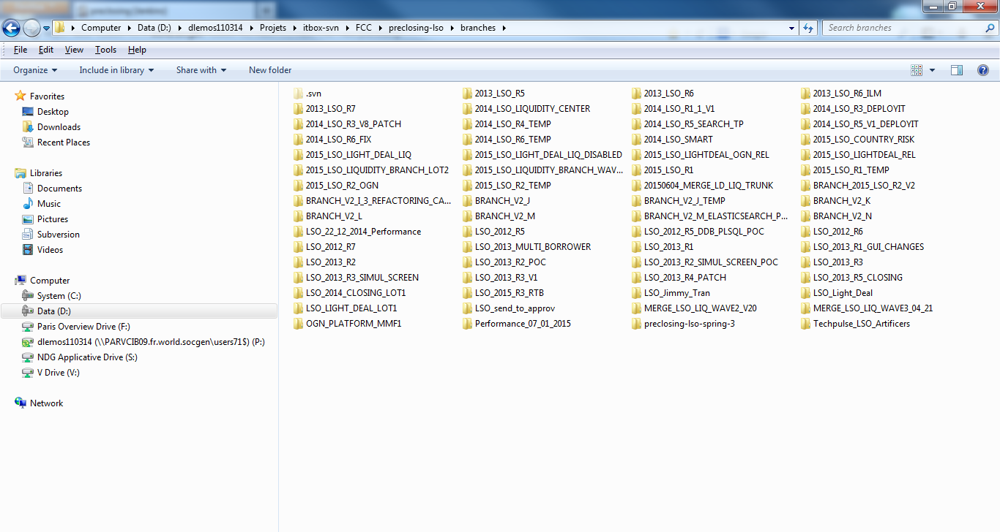 Computer Data (D:) dlemos110314 Projets itbox-svn FCC preclosing-lso branches Search branches
File Edit View Tools Help
Organize Include in library Share with New folder
Favorites
Desktop
Downloads
Recent Places
Libraries
Documents
Music
Pictures
Subversion
Videos
Computer
System (C:)
Data (D:)
Paris Overview Drive (F:)
dlemos110314 (\\PARVCIB09.fr.world.socgen\users71$) (P:)
NDG Applicative Drive (S:)
V Drive (V:)
Network
.svn 2013_LSO_R5 2013_LSO_R6 2013_LSO_R6_ILM
2013_LSO_R7 2014_LSO_LIQUIDITY_CENTER 2014_LSO_R1_1_V1 2014_LSO_R3_DEPLOYIT
2014_LSO_R3_V8_PATCH 2014_LSO_R4_TEMP 2014_LSO_R5_SEARCH_TP 2014_LSO_R5_V1_DEPLOYIT
2014_LSO_R6_FIX 2014_LSO_R6_TEMP 2014_LSO_SMART 2015_LSO_COUNTRY_RISK
2015_LSO_LIGHT_DEAL_LIQ 2015_LSO_LIGHT_DEAL_LIQ_DISABLED 2015_LSO_LIGHTDEAL_OGN_REL 2015_LSO_LIGHTDEAL_REL
2015_LSO_LIQUIDITY_BRANCH_LOT2 2015_LSO_LIQUIDITY_BRANCH_WAV... 2015_LSO_R1 2015_LSO_R1_TEMP
2015_LSO_R2_OGN 2015_LSO_R2_TEMP 20150604_MERGE_LD_LIQ_TRUNK BRANCH_2015_LSO_R2_V2
BRANCH_V2_I_3_REFACTORING_CA... BRANCH_V2_J BRANCH_V2_J_TEMP BRANCH_V2_K
BRANCH_V2_L BRANCH_V2_M BRANCH_V2_M_ELASTICSEARCH_P... BRANCH_V2_N
LSO_22_12_2014_Performance LSO_2012_R5 LSO_2012_R5_DDB_PLSQL_POC LSO_2012_R6
LSO_2012_R7 LSO_2013_MULTI_BORROWER LSO_2013_R1 LSO_2013_R1_GUI_CHANGES
LSO_2013_R2 LSO_2013_R2_POC LSO_2013_R2_SIMUL_SCREEN_POC LSO_2013_R3
LSO_2013_R3_SIMUL_SCREEN LSO_2013_R3_V1 LSO_2013_R4_PATCH LSO_2013_R5_CLOSING
LSO_2014_CLOSING_LOT1 LSO_2015_R3_RTB LSO_Jimmy_Tran LSO_Light_Deal
LSO_LIGHT_DEAL_LOT1 LSO_send_to_approv MERGE_LSO_LIQ_WAVE2_V20 MERGE_LSO_LIQ_WAVE3_04_21
OGN_PLATFORM_MMF1 Performance_07_01_2015 preclosing-lso-spring-3 Techpulse_LSO_Artificers